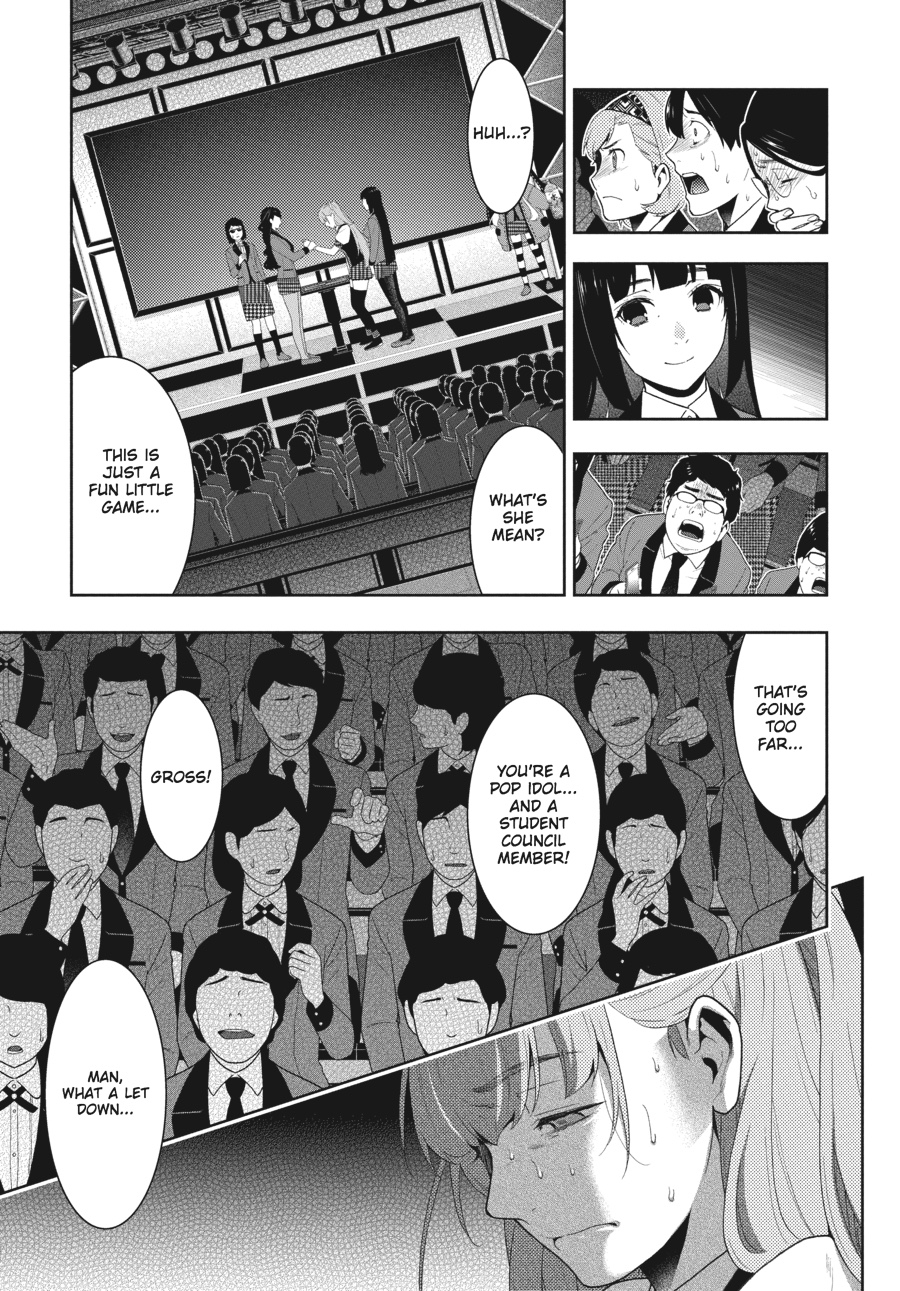 HUH...?
WHAT'S
SHE
MEAN?
THIS IS
JUST A
FUN LITTLE
GAME...
THAT'S
GOING
TOO
FAR...
YOU'RE A
POP IDOL...
AND A
STUDENT
COUNCIL
MEMBER!
GROSS!
MAN,
WHAT A LET
DOWN...